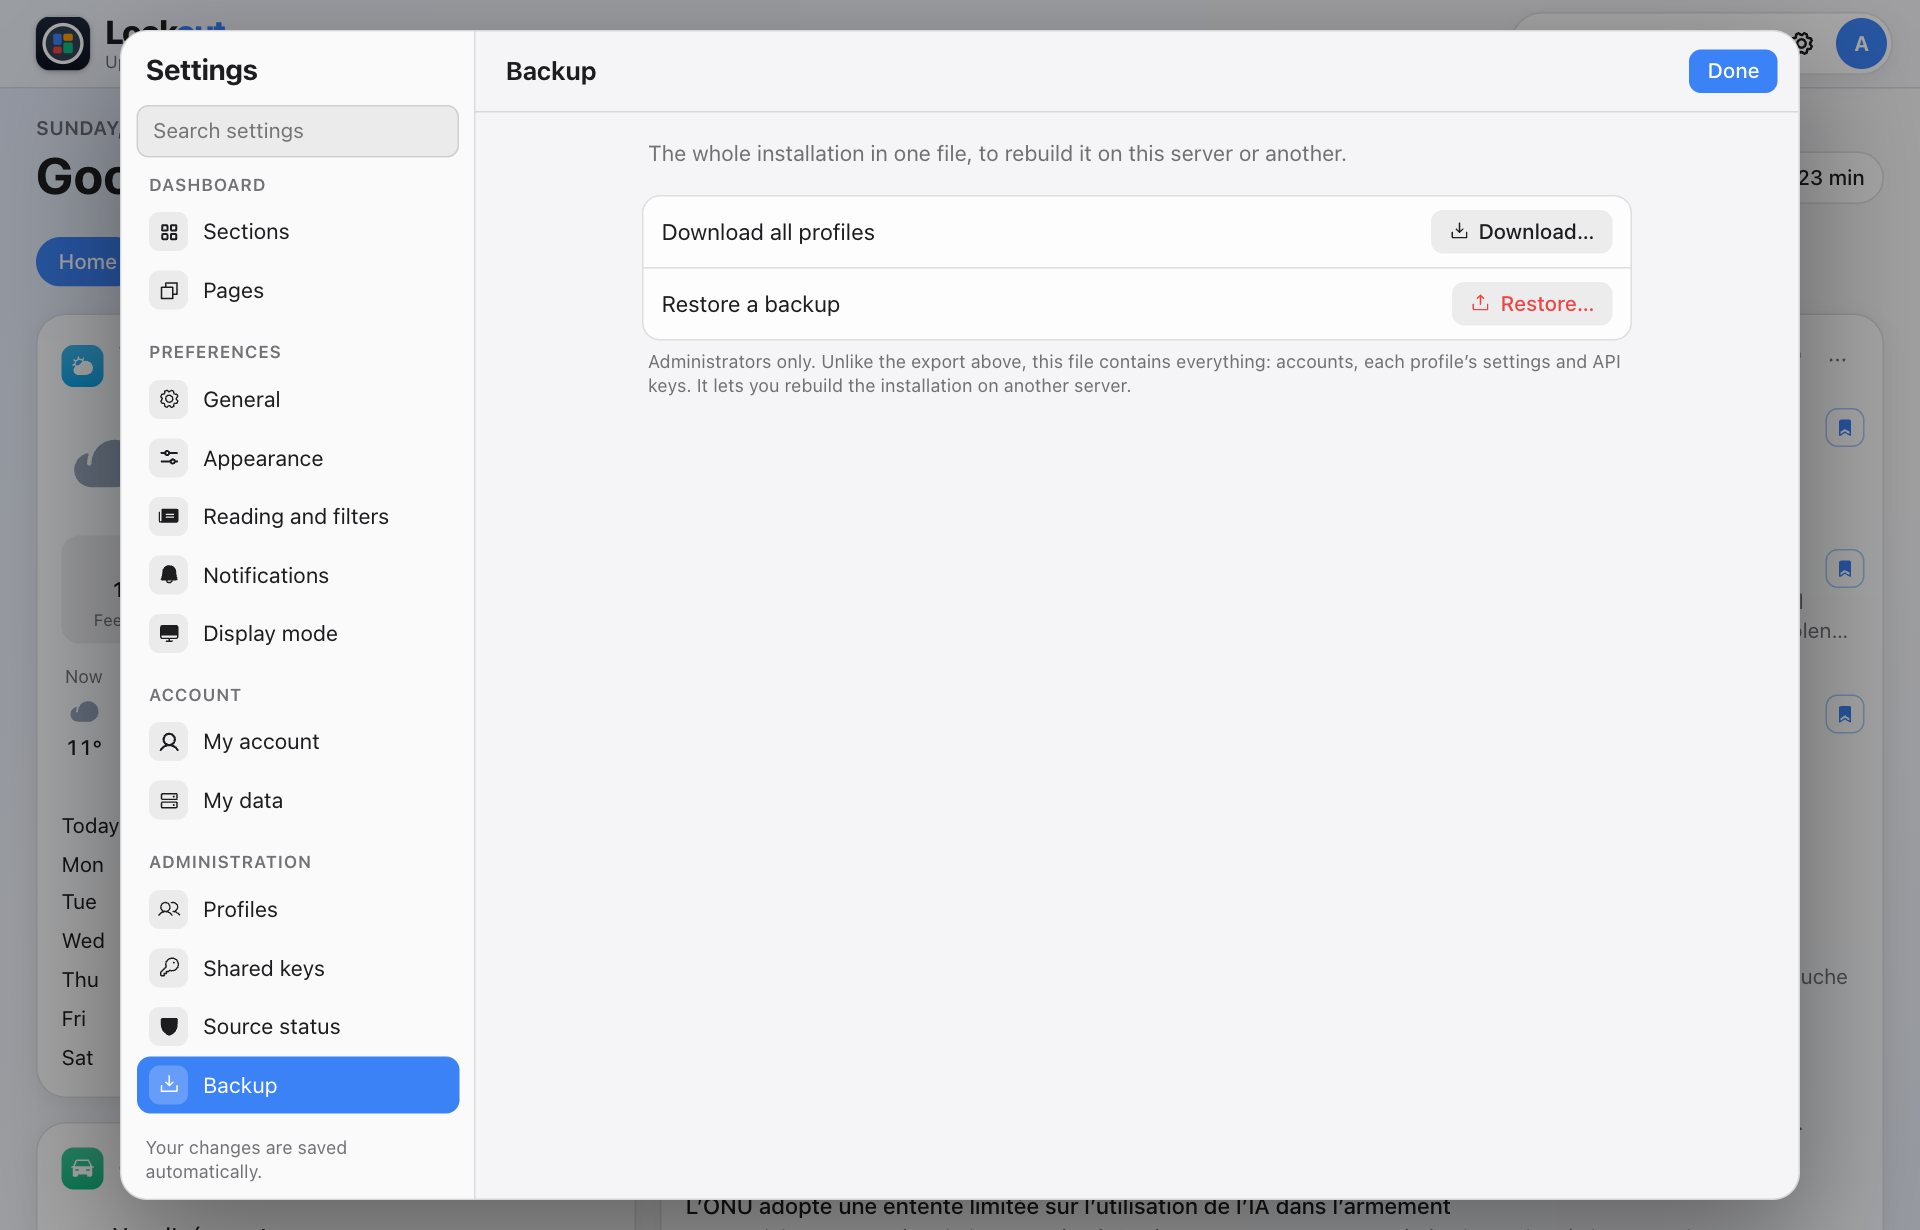 Settings
Search settings
DASHBOARD
Sections
Pages
PREFERENCES
General
Appearance
Reading and filters
Notifications
Display mode
ACCOUNT
My account
My data
ADMINISTRATION
Profiles
Shared keys
Source status
Backup
Your changes are saved
automatically.
Backup
Done
The whole installation in one file, to rebuild it on this server or another.
Download all profiles
Download...
Restore a backup
Restore...
Administrators only. Unlike the export above, this file contains everything: accounts, each profile’s settings and API
keys. It lets you rebuild the installation on another server.
A
SUNDAY,
23 min
Home
Now
11°
Today
Mon
Tue
Wed
Thu
Fri
Sat
L’ONU adopte une entente limitée sur l’utilisation de l’IA dans l’armement